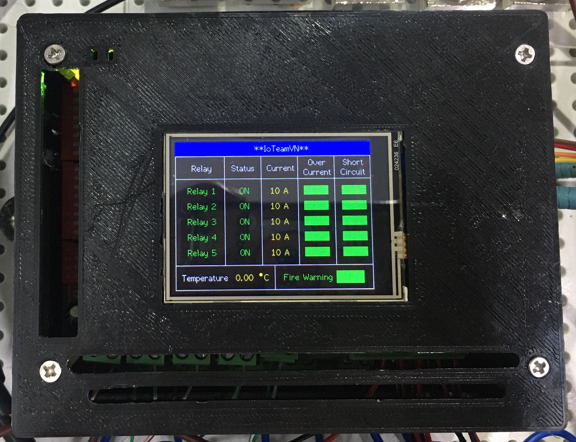 **IoTeamVN**
Relay Status Current Over Current Short Circuit
Relay 1 ON 10 A
Relay 2 ON 10 A
Relay 3 ON 10 A
Relay 4 ON 10 A
Relay 5 ON 10 A
Temperature 0.00 °C Fire Warning